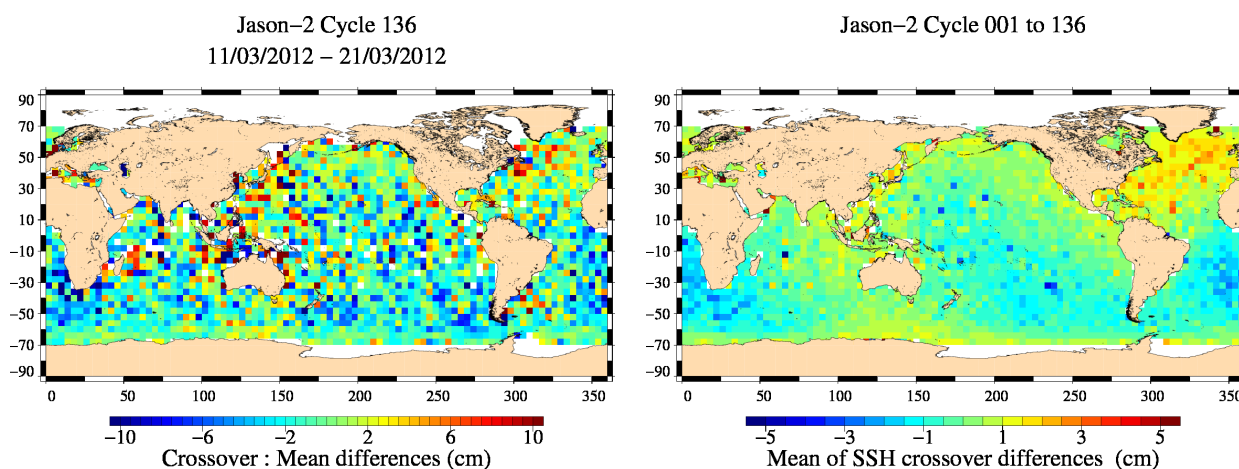 Jason−2 Cycle 136
11/03/2012 − 21/03/2012
90
70
50
30
10
−10
−30
−50
−70
−90
0 50 100 150 200 250 300 350
−10 −6 −2 2 6 10
Crossover : Mean differences (cm)
Jason−2 Cycle 001 to 136
90
70
50
30
10
−10
−30
−50
−70
−90
0 50 100 150 200 250 300 350
−5 −3 −1 1 3 5
Mean of SSH crossover differences (cm)